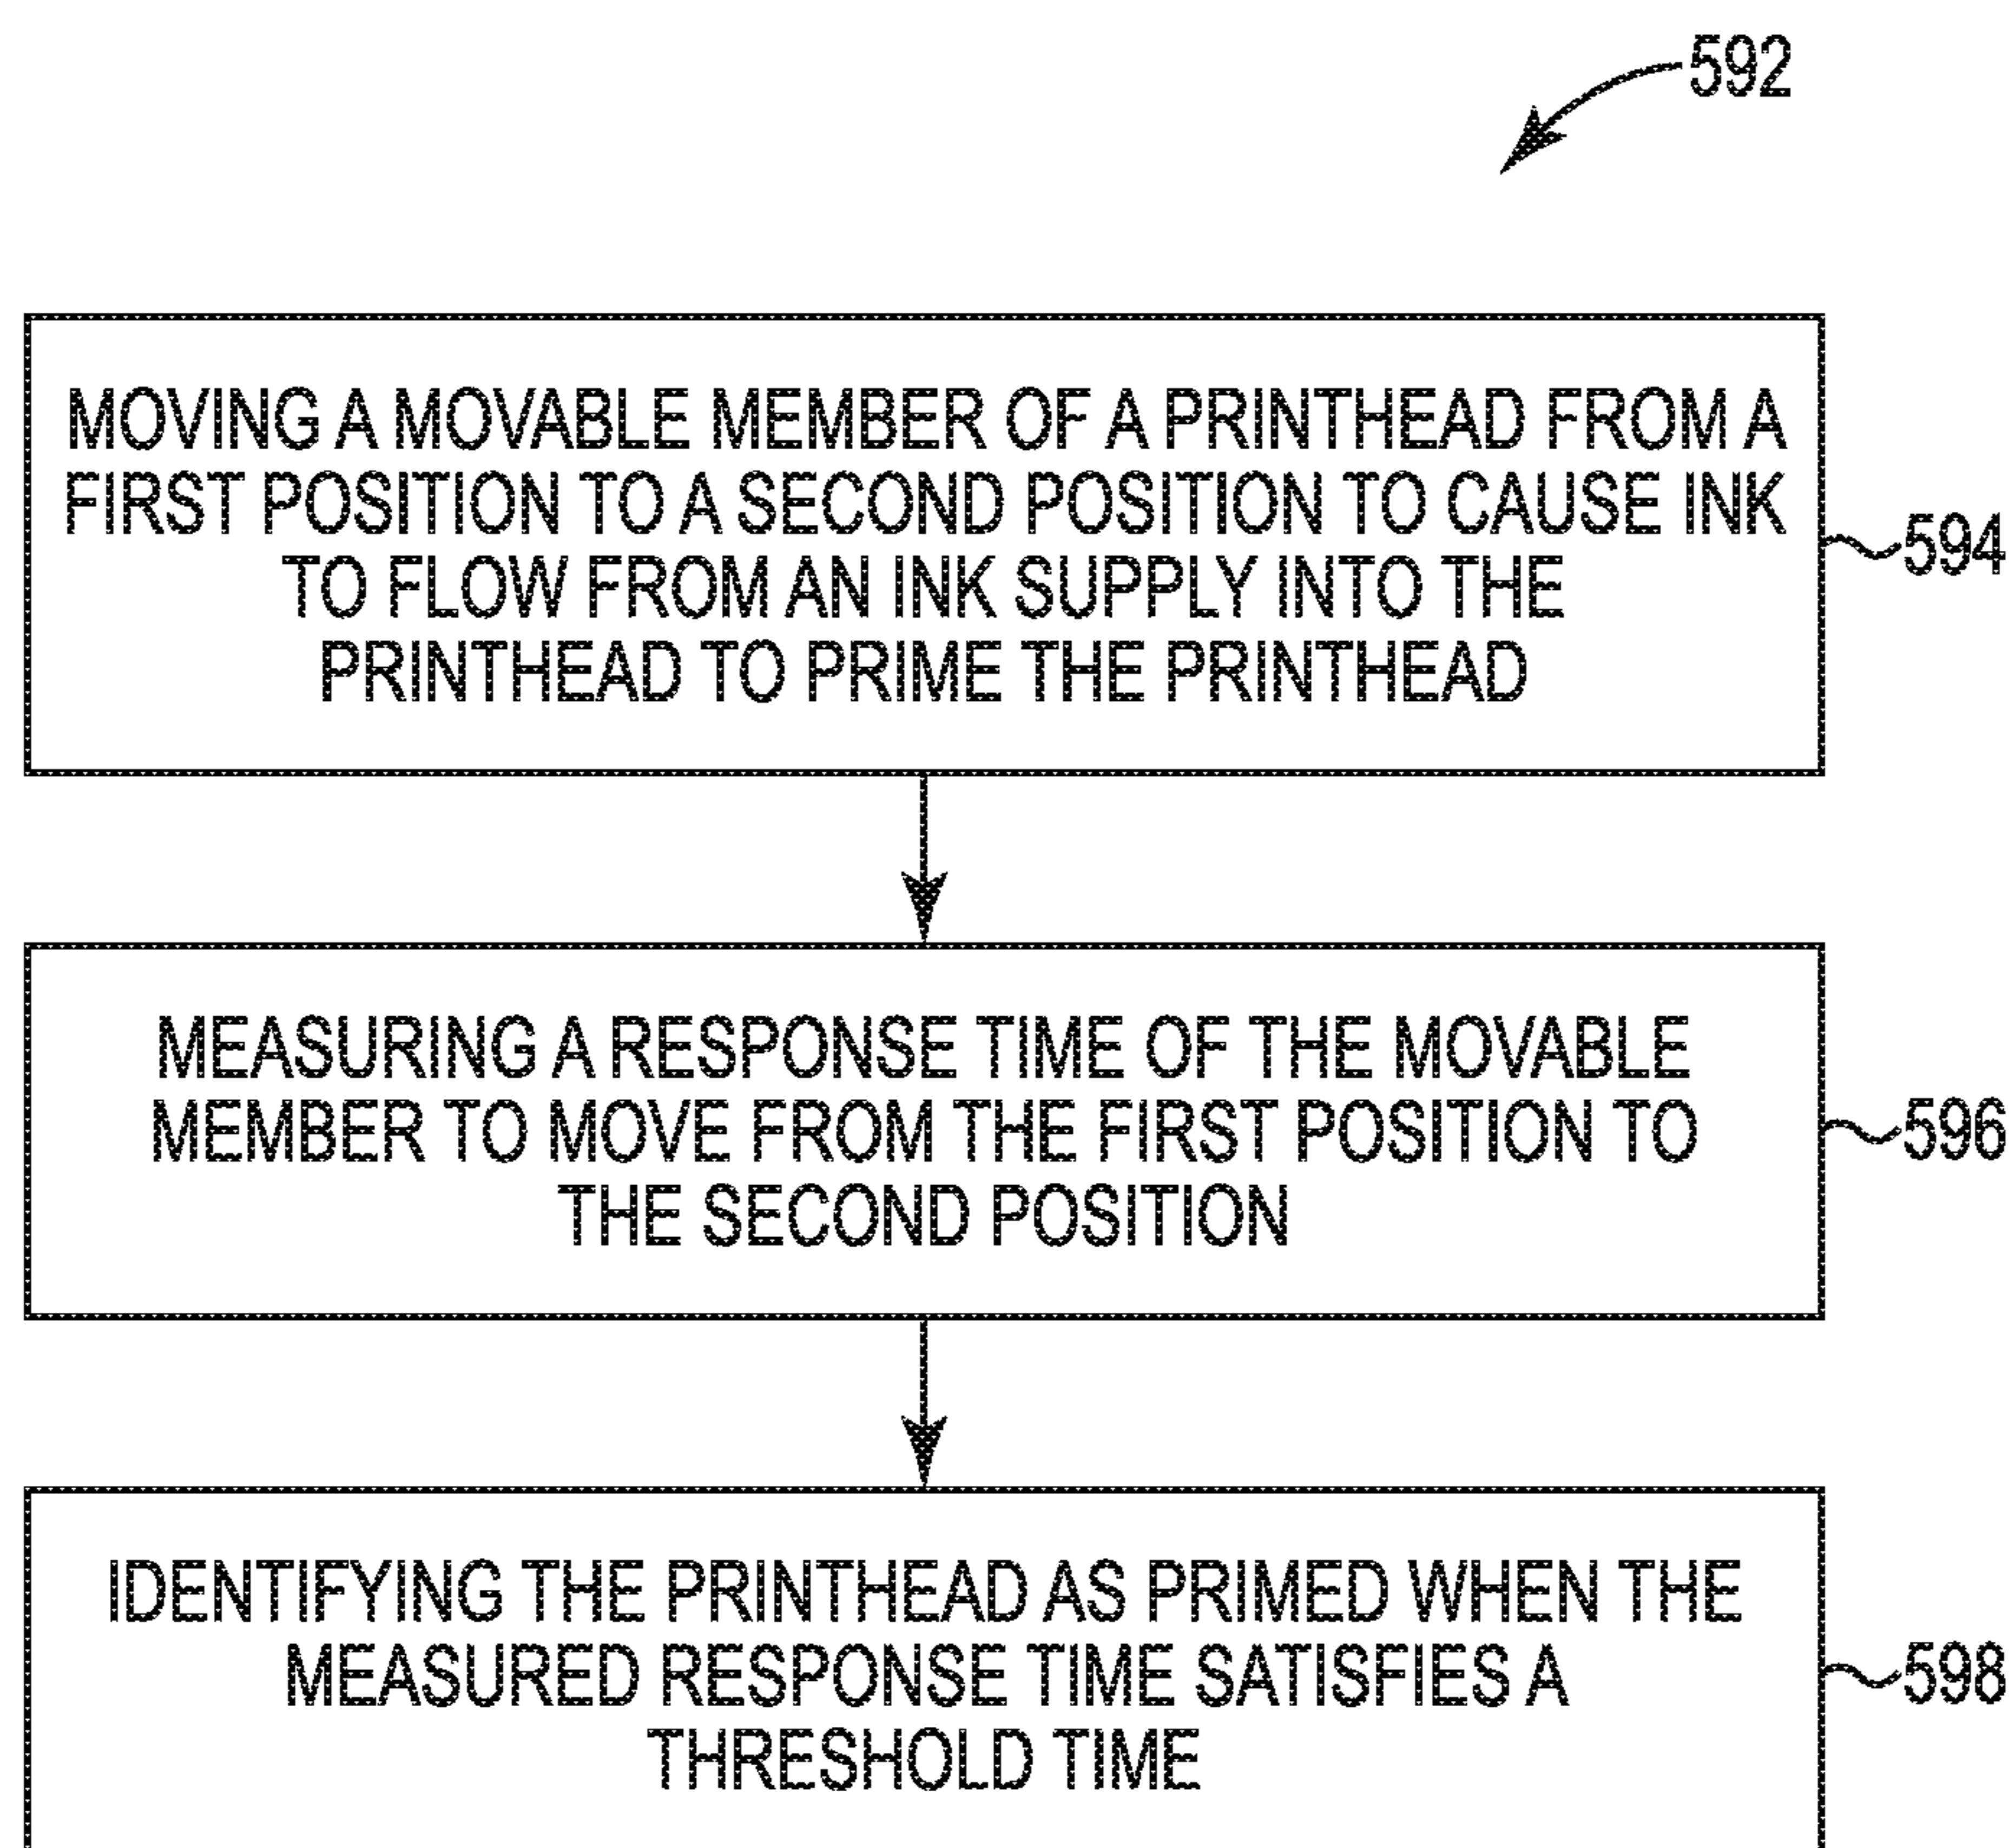 592
MOVING A MOVABLE MEMBER OF A PRINTHEAD FROM A
FIRST POSITION TO A SECOND POSITION TO CAUSE INK
TO FLOW FROM AN INK SUPPLY INTO THE
PRINTHEAD TO PRIME THE PRINTHEAD
594
MEASURING A RESPONSE TIME OF THE MOVABLE
MEMBER TO MOVE FROM THE FIRST POSITION TO
THE SECOND POSITION
596
IDENTIFYING THE PRINTHEAD AS PRIMED WHEN THE
MEASURED RESPONSE TIME SATISFIES A
THRESHOLD TIME
598